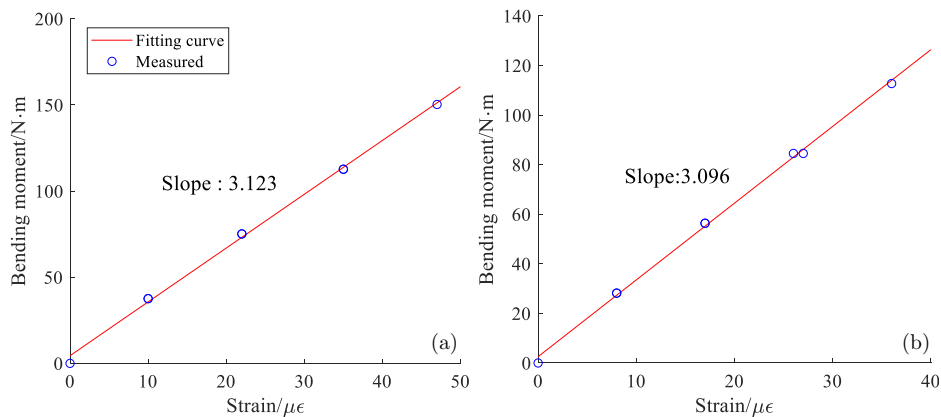 200
150
100
50
0
Bending moment/N·m
Fitting curve
Measured
Slope : 3.123
(a)
0 10 20 30 40 50
Strain/με
140
120
100
80
60
40
20
0
Bending moment/N·m
Slope:3.096
(b)
0 10 20 30 40
Strain/με